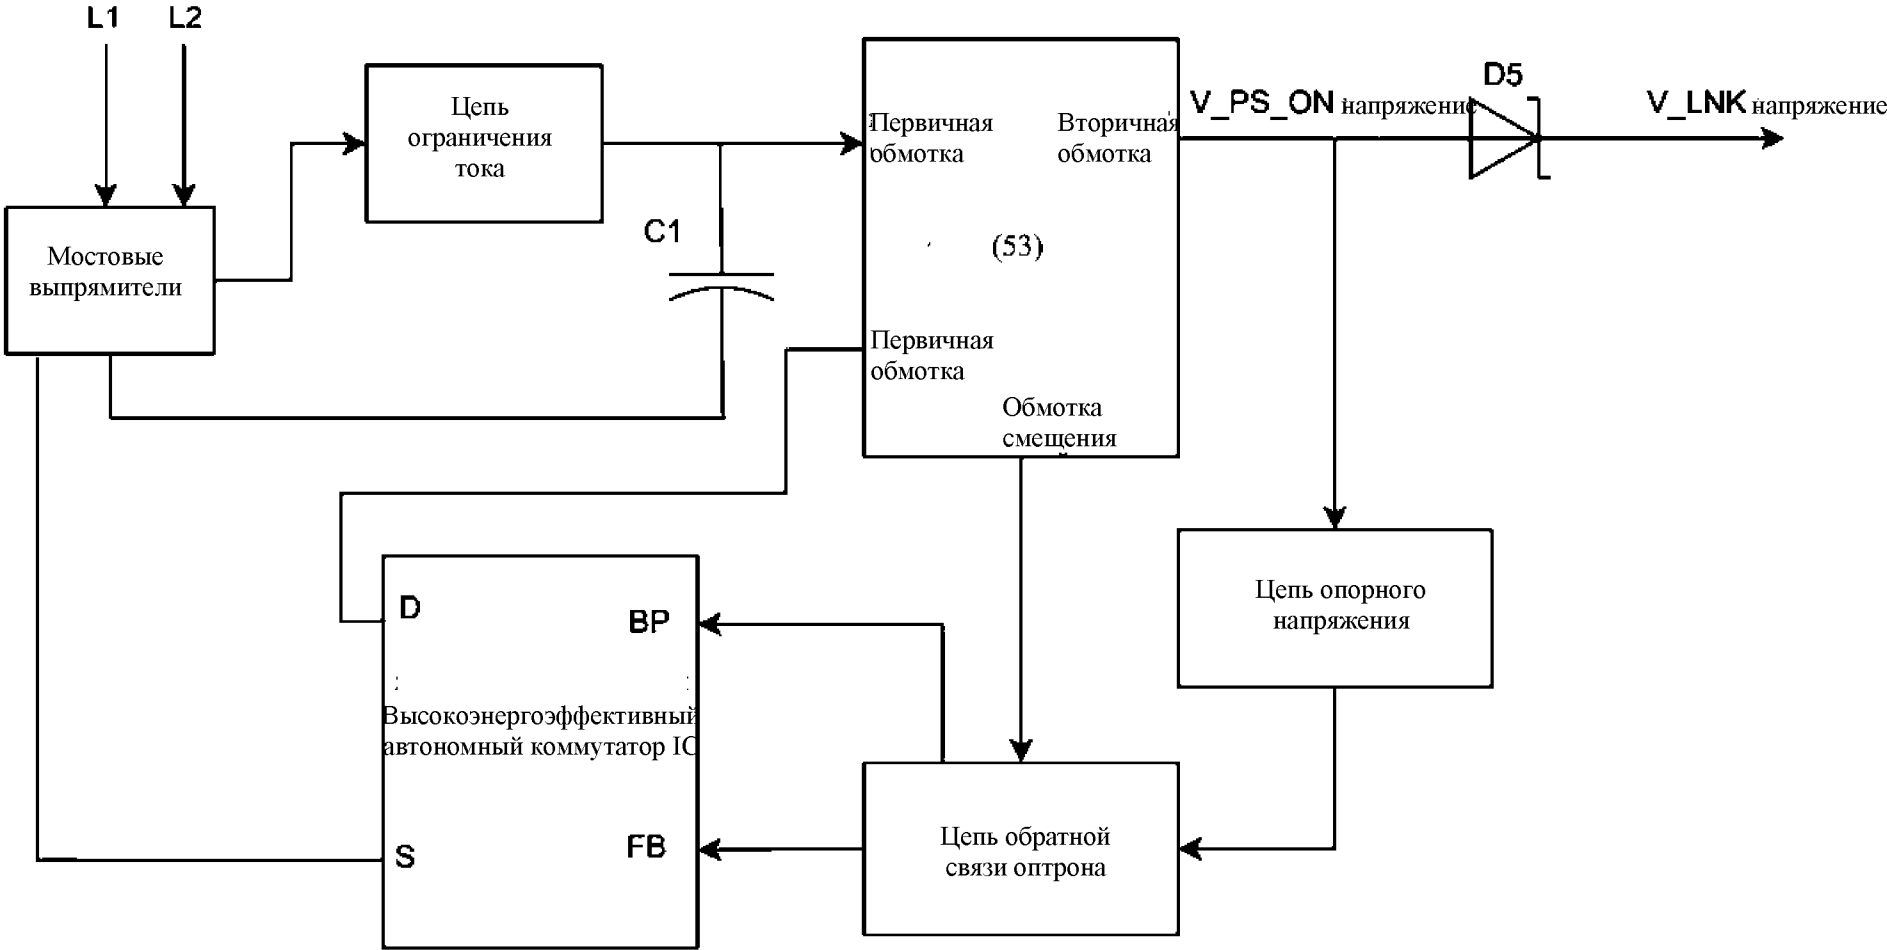 L1 L2
Мостовые
выпрямители
Цепь
ограничения
тока
C1
Первичная
обмотка
Вторичная
обмотка
(53)
Первичная
обмотка
Обмотка
смещения
V_PS_ON напряжение
D5
V_LNK напряжение
Цепь опорного
напряжения
D
BP
Высокоэнергоэффективный
автономный коммутатор IC
S
FB
Цепь обратной
связи оптрона